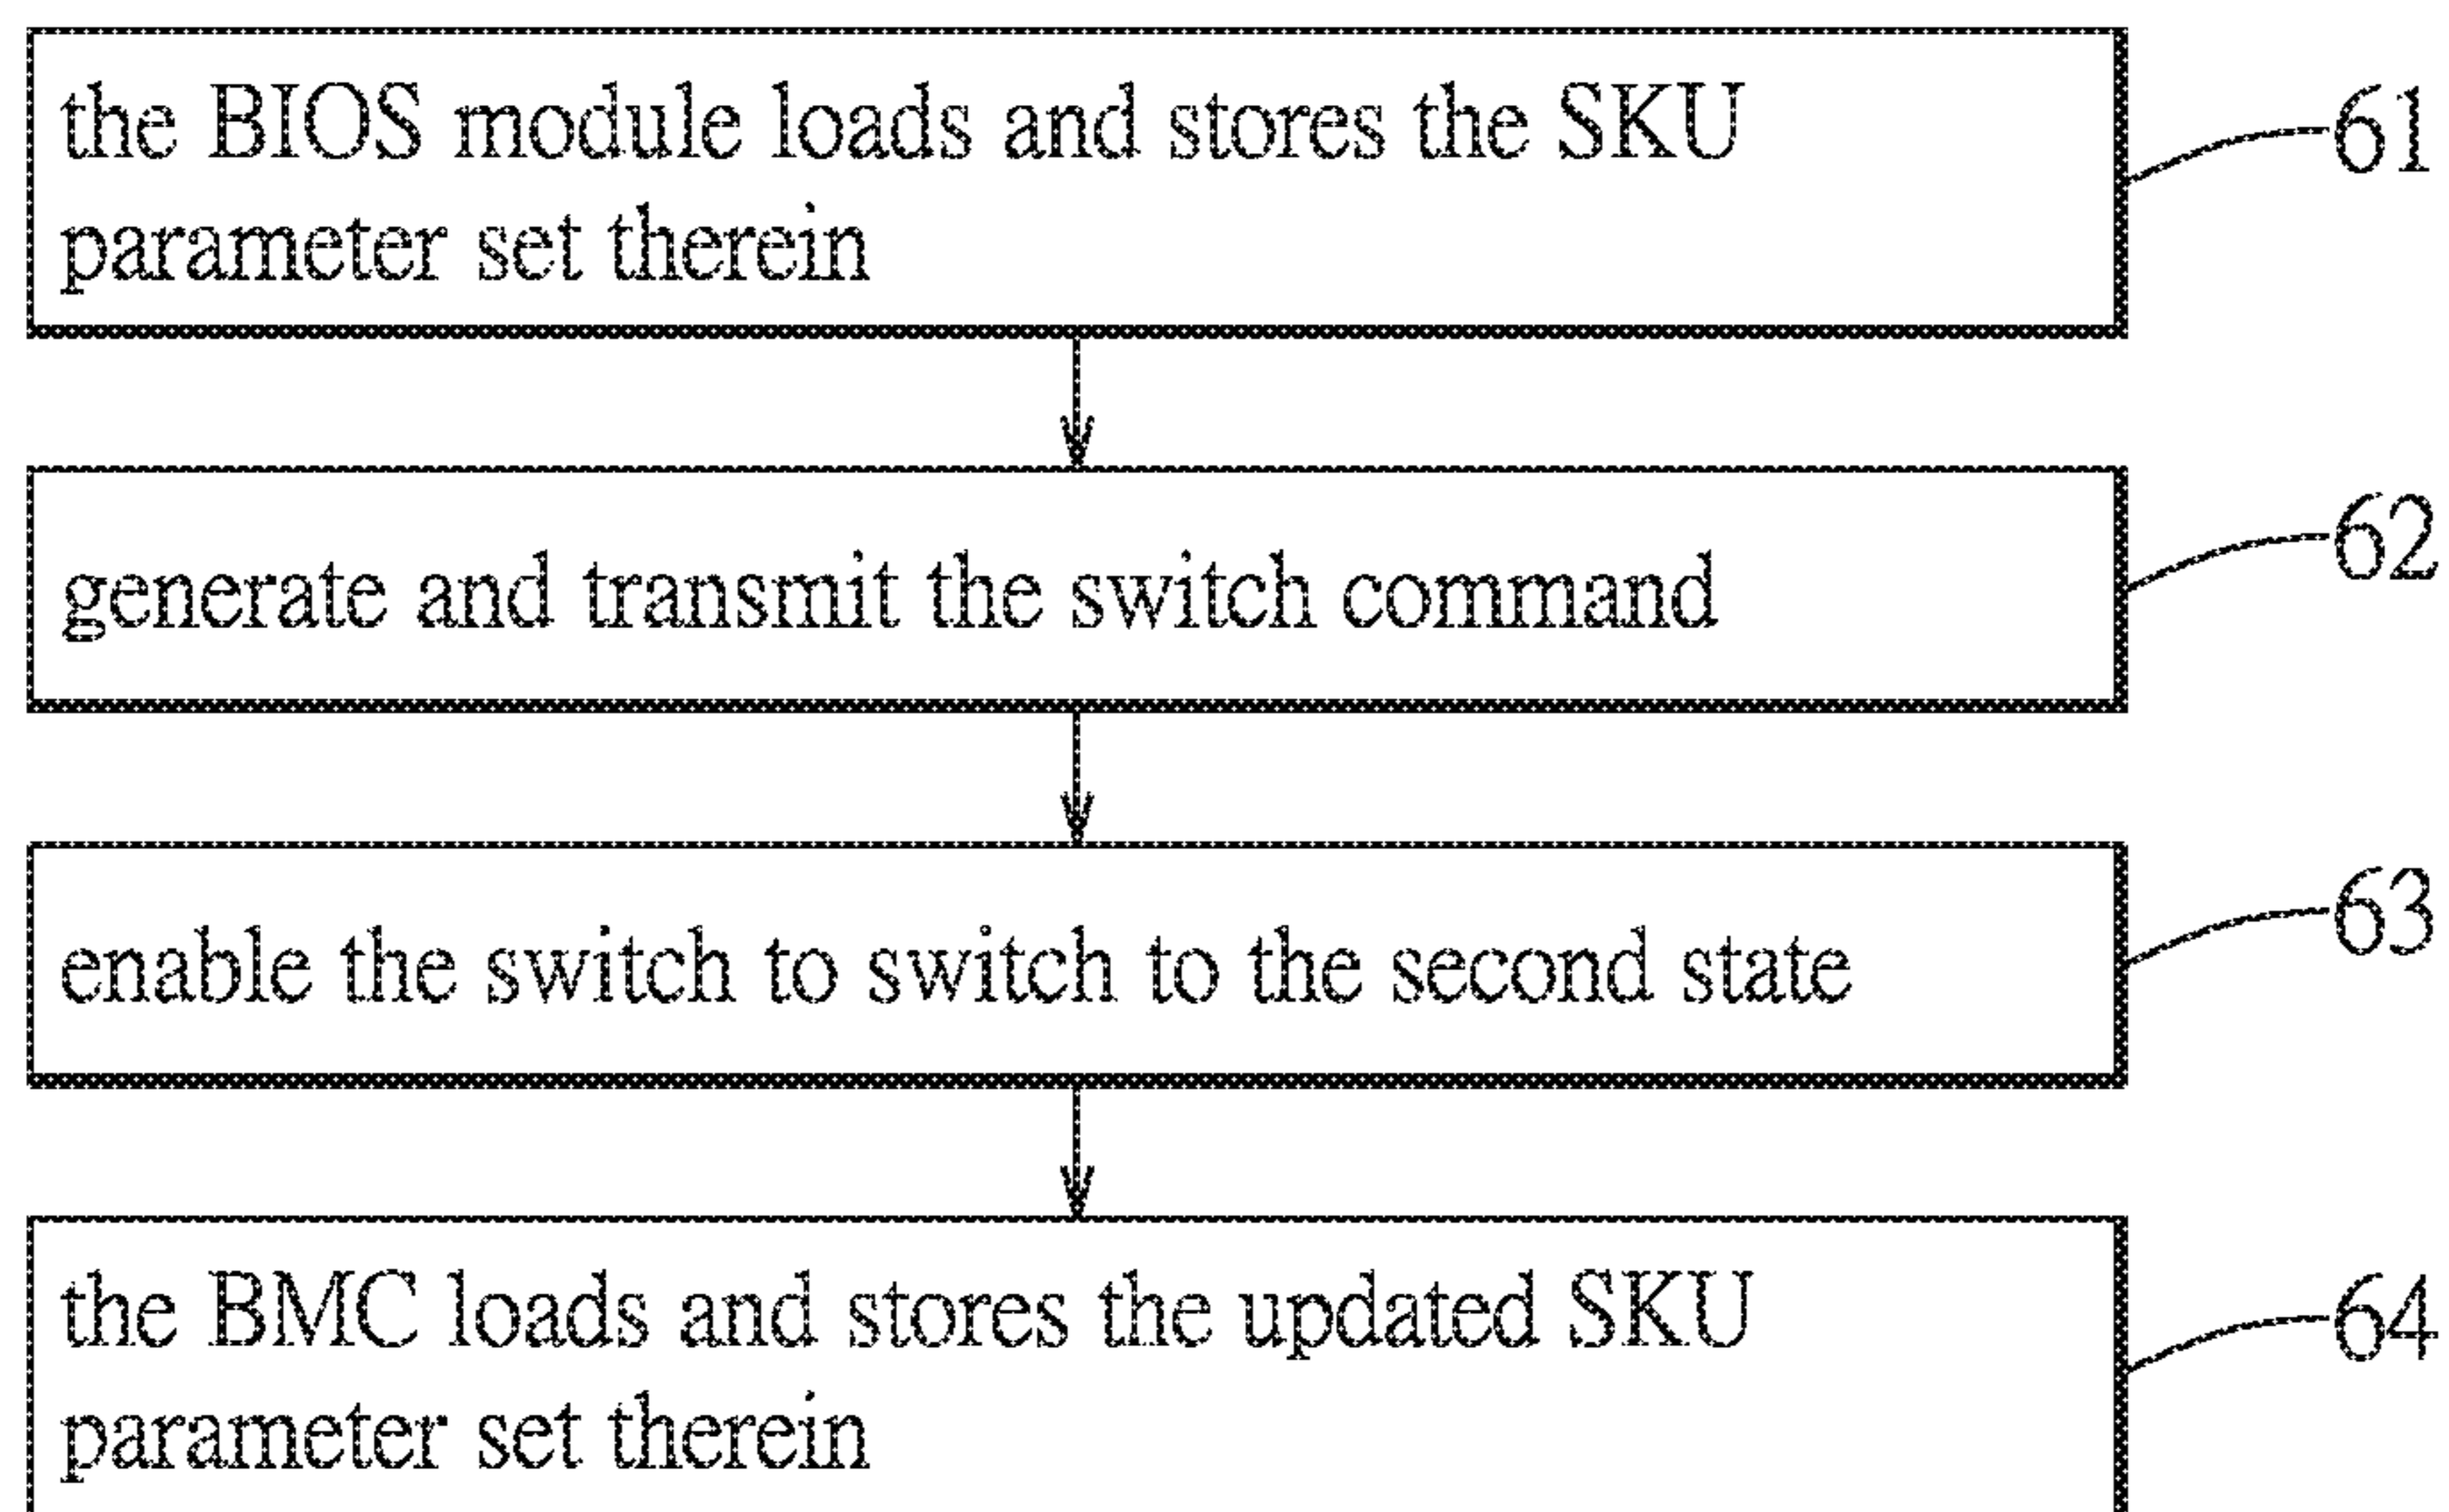 the BIOS module loads and stores the SKU
parameter set therein
61
generate and transmit the switch command
62
enable the switch to switch to the second state
63
the BMC loads and stores the updated SKU
parameter set therein
64